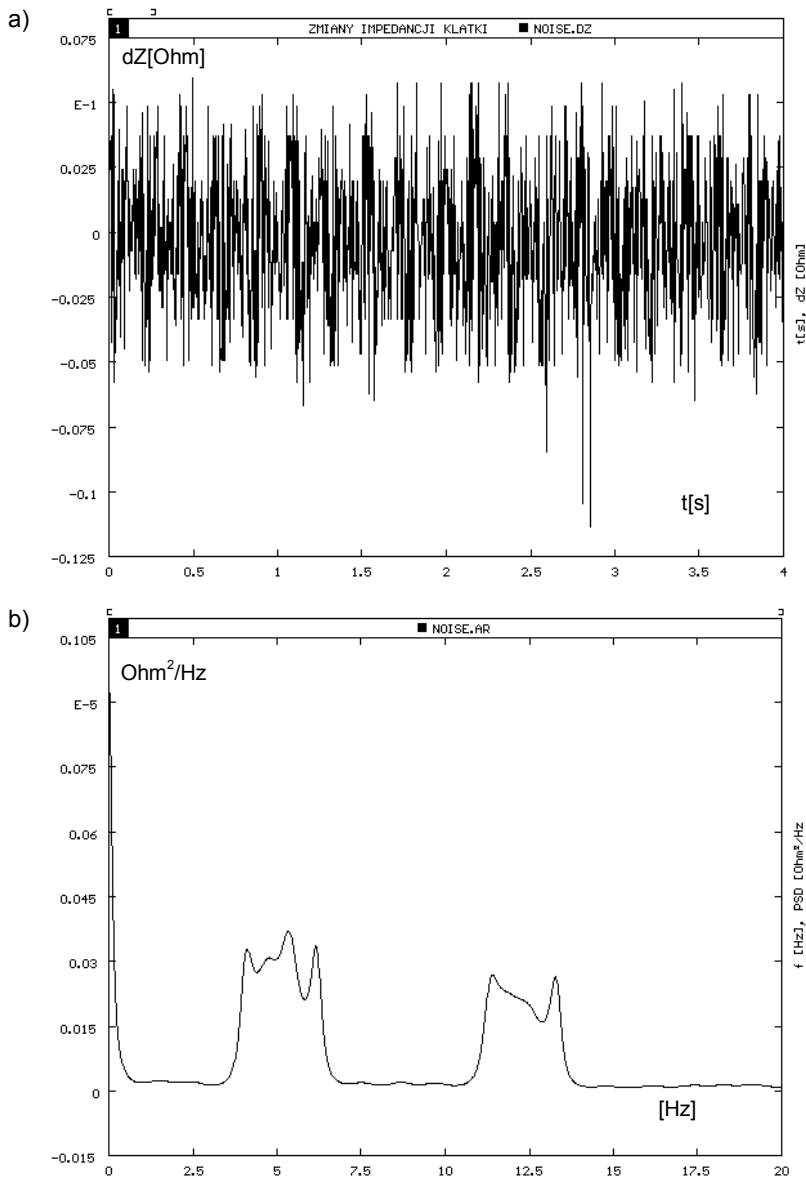 a)
1 ZMIANY IMPEDANCJI KLATKI ■ NOISE.DZ
0.075
dZ[Ohm]
E-1
0.025
0
-0.025
-0.05
-0.075
-0.1
-0.125
t[s]
t[s], dZ [Ohm]
0 0.5 1 1.5 2 2.5 3 3.5 4
b)
1 ■ NOISE.AR
0.105
Ohm²/Hz
E-5
0.075
0.06
0.045
0.03
0.015
0
-0.015
[Hz]
f [Hz], PSD [Ohm²/Hz
0 2.5 5 7.5 10 12.5 15 17.5 20